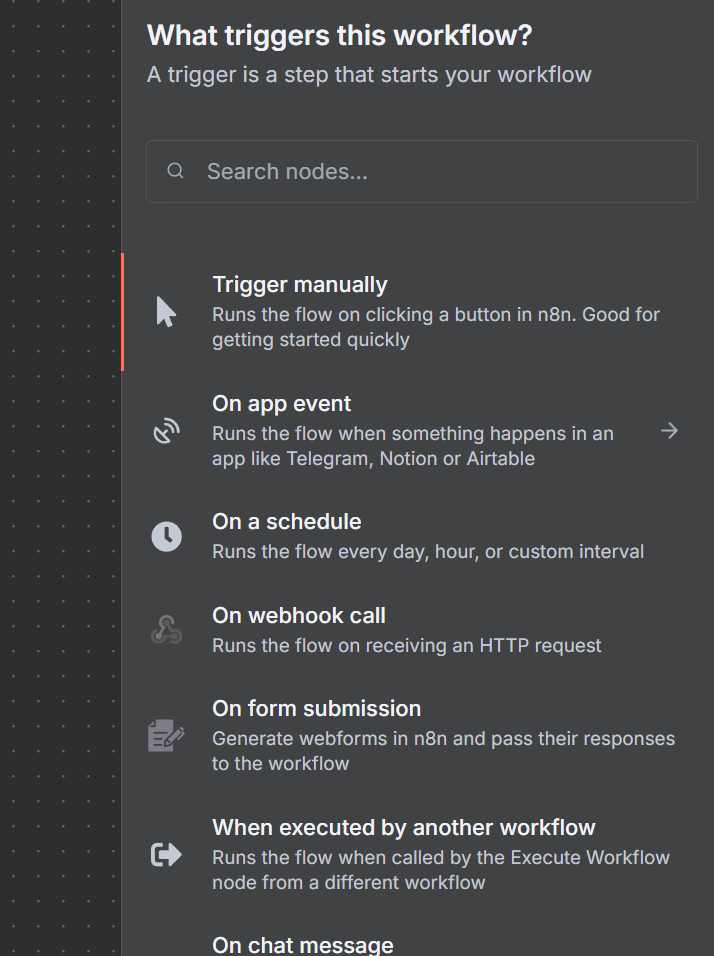 What triggers this workflow?
A trigger is a step that starts your workflow
Search nodes...
Trigger manually
Runs the flow on clicking a button in n8n. Good for
getting started quickly
On app event
Runs the flow when something happens in an
app like Telegram, Notion or Airtable
On a schedule
Runs the flow every day, hour, or custom interval
On webhook call
Runs the flow on receiving an HTTP request
On form submission
Generate webforms in n8n and pass their responses
to the workflow
When executed by another workflow
Runs the flow when called by the Execute Workflow
node from a different workflow
On chat message